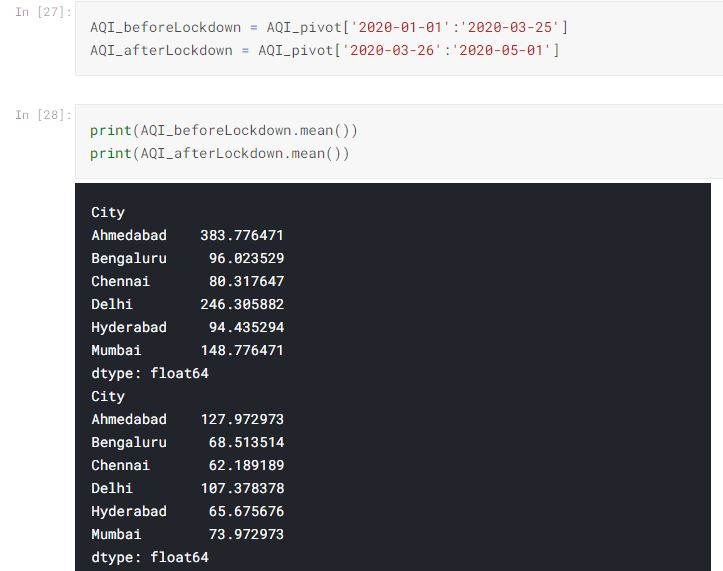 In [27]:
AQI_beforeLockdown = AQI_pivot['2020-01-01':'2020-03-25']
AQI_afterLockdown = AQI_pivot['2020-03-26':'2020-05-01']
In [28]:
print(AQI_beforeLockdown.mean())
print(AQI_afterLockdown.mean())
City
Ahmedabad    383.776471
Bengaluru     96.023529
Chennai       80.317647
Delhi        246.305882
Hyderabad     94.435294
Mumbai       148.776471
dtype: float64
City
Ahmedabad    127.972973
Bengaluru     68.513514
Chennai       62.189189
Delhi        107.378378
Hyderabad     65.675676
Mumbai        73.972973
dtype: float64